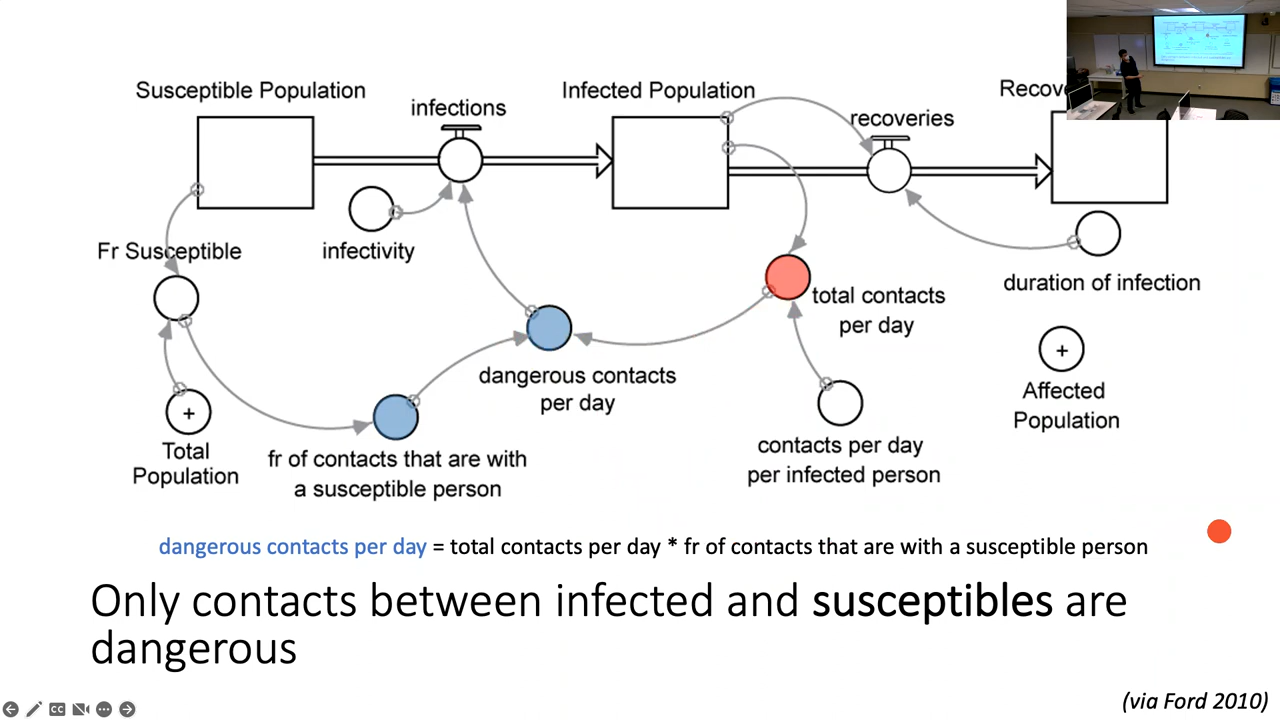 Susceptible Population
infections
Infected Population
recoveries
Recov
infectivity
Fr Susceptible
duration of infection
total contacts
per day
+
Affected
Population
dangerous contacts
per day
+
Total
Population
fr of contacts that are with
a susceptible person
contacts per day
per infected person
dangerous contacts per day = total contacts per day * fr of contacts that are with a susceptible person
Only contacts between infected and susceptibles are
dangerous
(via Ford 2010)
CC